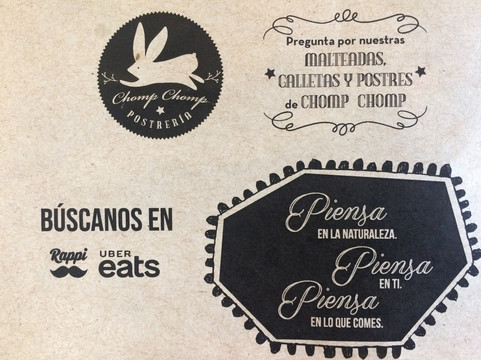 Chomp Chomp
POSTRERÍA
Pregunta por nuestras
MALTEADAS,
GALLETAS Y POSTRES
de CHOMP CHOMP
BÚSCANOS EN
Rappi
UBER
eats
Piensa
EN LA NATURALEZA.
Piensa
EN TI.
Piensa
EN LO QUE COMES.